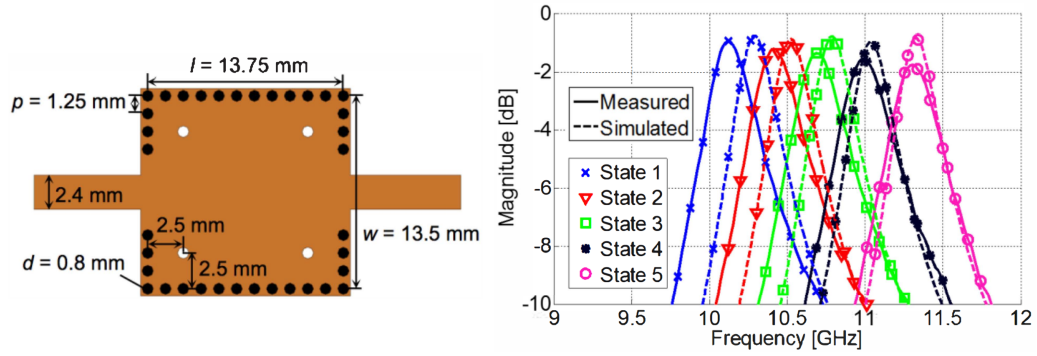 l = 13.75 mm
p = 1.25 mm
2.4 mm
2.5 mm
w = 13.5 mm
d = 0.8 mm
2.5 mm
Magnitude [dB]
0
-2
-4
-6
-8
-10
Measured
Simulated
State 1
State 2
State 3
State 4
State 5
9 9.5 10 10.5 11 11.5 12
Frequency [GHz]